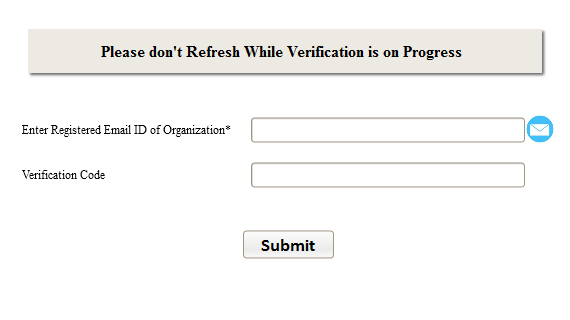 Please don't Refresh While Verification is on Progress
Enter Registered Email ID of Organization*
Verification Code
Submit